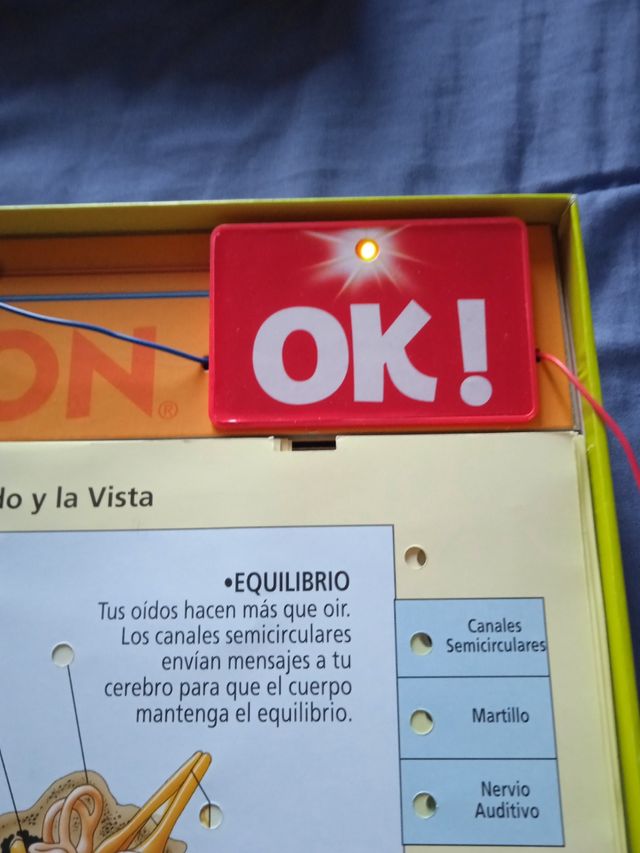 OK!
ON®
do y la Vista
•EQUILIBRIO
Tus oídos hacen más que oir.
Los canales semicirculares
envían mensajes a tu
cerebro para que el cuerpo
mantenga el equilibrio.
Canales
Semicirculares
Martillo
Nervio
Auditivo